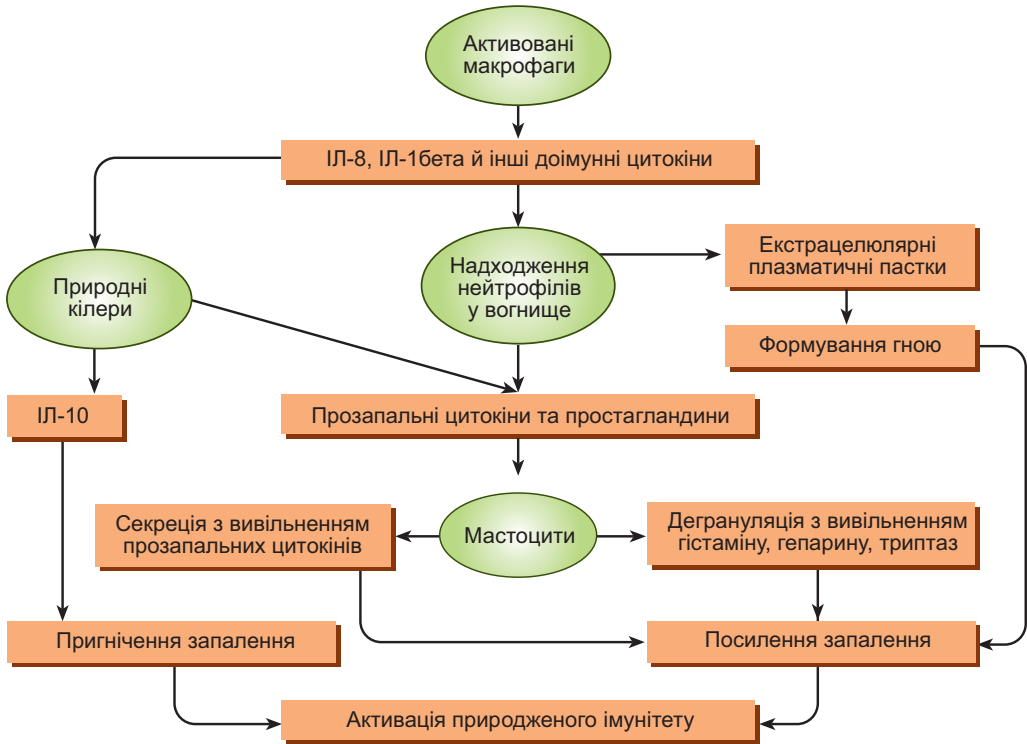 Активовані
макрофаги
ІЛ-8, ІЛ-1бета й інші доімунні цитокіни
Природні
кілери
Надходження
нейтрофілів
у вогнище
Екстрацелюлярні
плазматичні пастки
Формування гною
ІЛ-10
Прозапальні цитокіни та простагландини
Секреція з вивільненням
прозапальних цитокінів
Мастоцити
Дегрануляція з вивільненням
гістаміну, гепарину, триптаз
Пригнічення запалення
Посилення запалення
Активація природженого імунітету